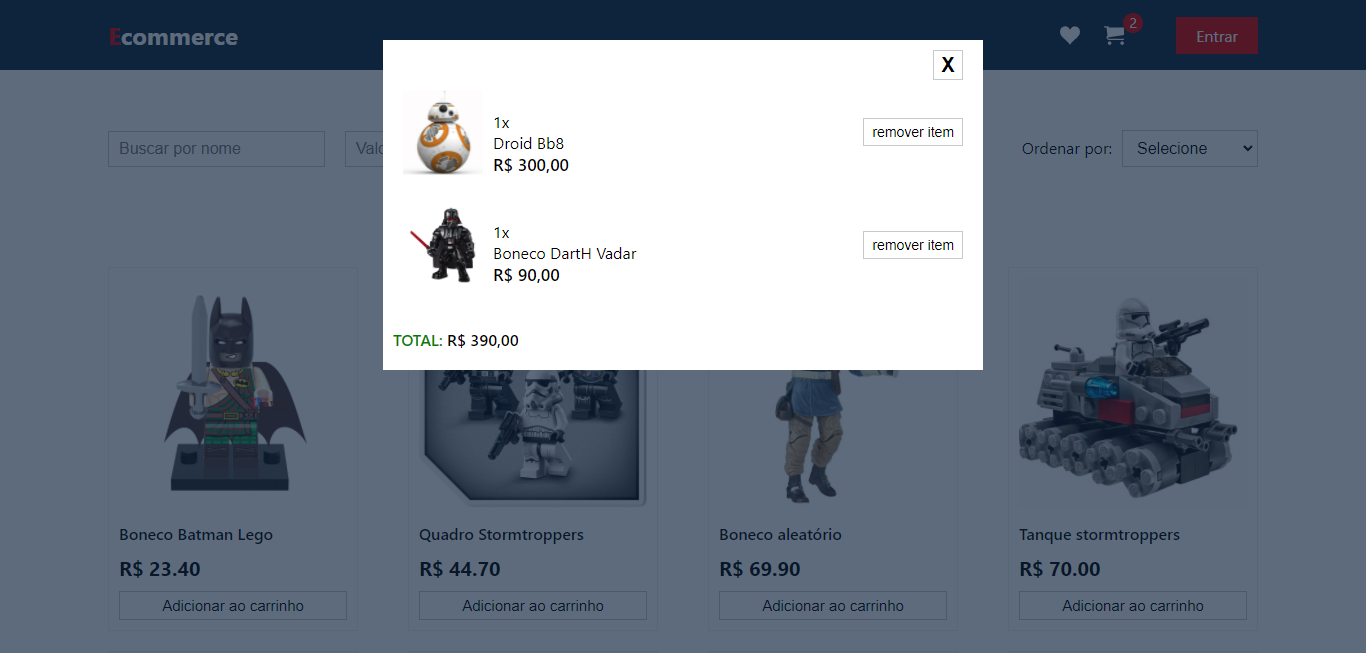 Ecommerce
2
Entrar
X
1x
Droid Bb8
R$ 300,00
remover item
Buscar por nome
Valo
Ordenar por:
Selecione
1x
Boneco DartH Vadar
R$ 90,00
remover item
TOTAL: R$ 390,00
Boneco Batman Lego
R$ 23.40
Adicionar ao carrinho
Quadro Stormtroppers
R$ 44.70
Adicionar ao carrinho
Boneco aleatório
R$ 69.90
Adicionar ao carrinho
Tanque stormtroppers
R$ 70.00
Adicionar ao carrinho